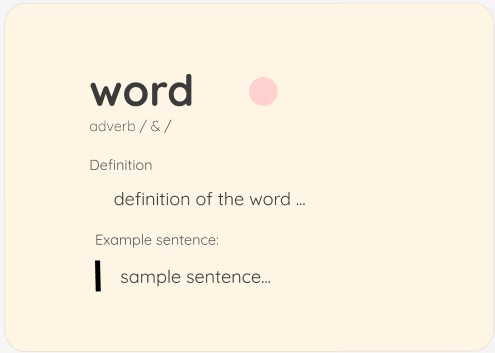 word
adverb / & /
Definition
definition of the word ...
Example sentence:
sample sentence...